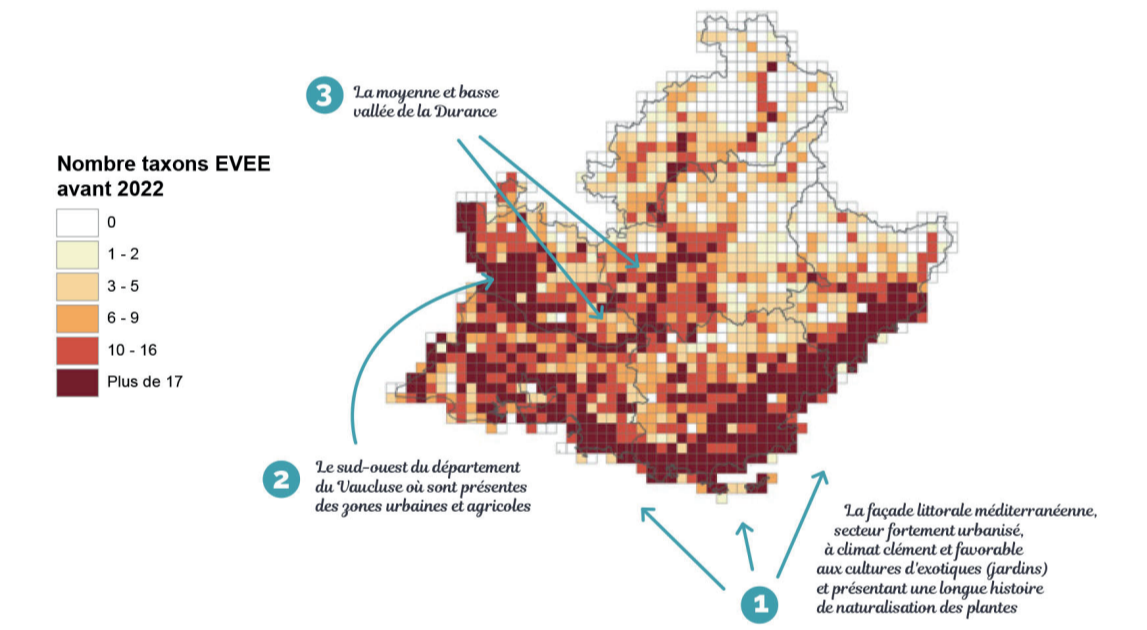 3
La moyenne et basse
vallée de la Durance
Nombre taxons EVEE
avant 2022
0
1 - 2
3 - 5
6 - 9
10 - 16
Plus de 17
2
Le sud-ouest du département
du Vaucluse où sont présentes
des zones urbaines et agricoles
1
La façade littorale méditerranéenne,
secteur fortement urbanisé,
à climat clément et favorable
aux cultures d'exotiques (jardins)
et présentant une longue histoire
de naturalisation des plantes